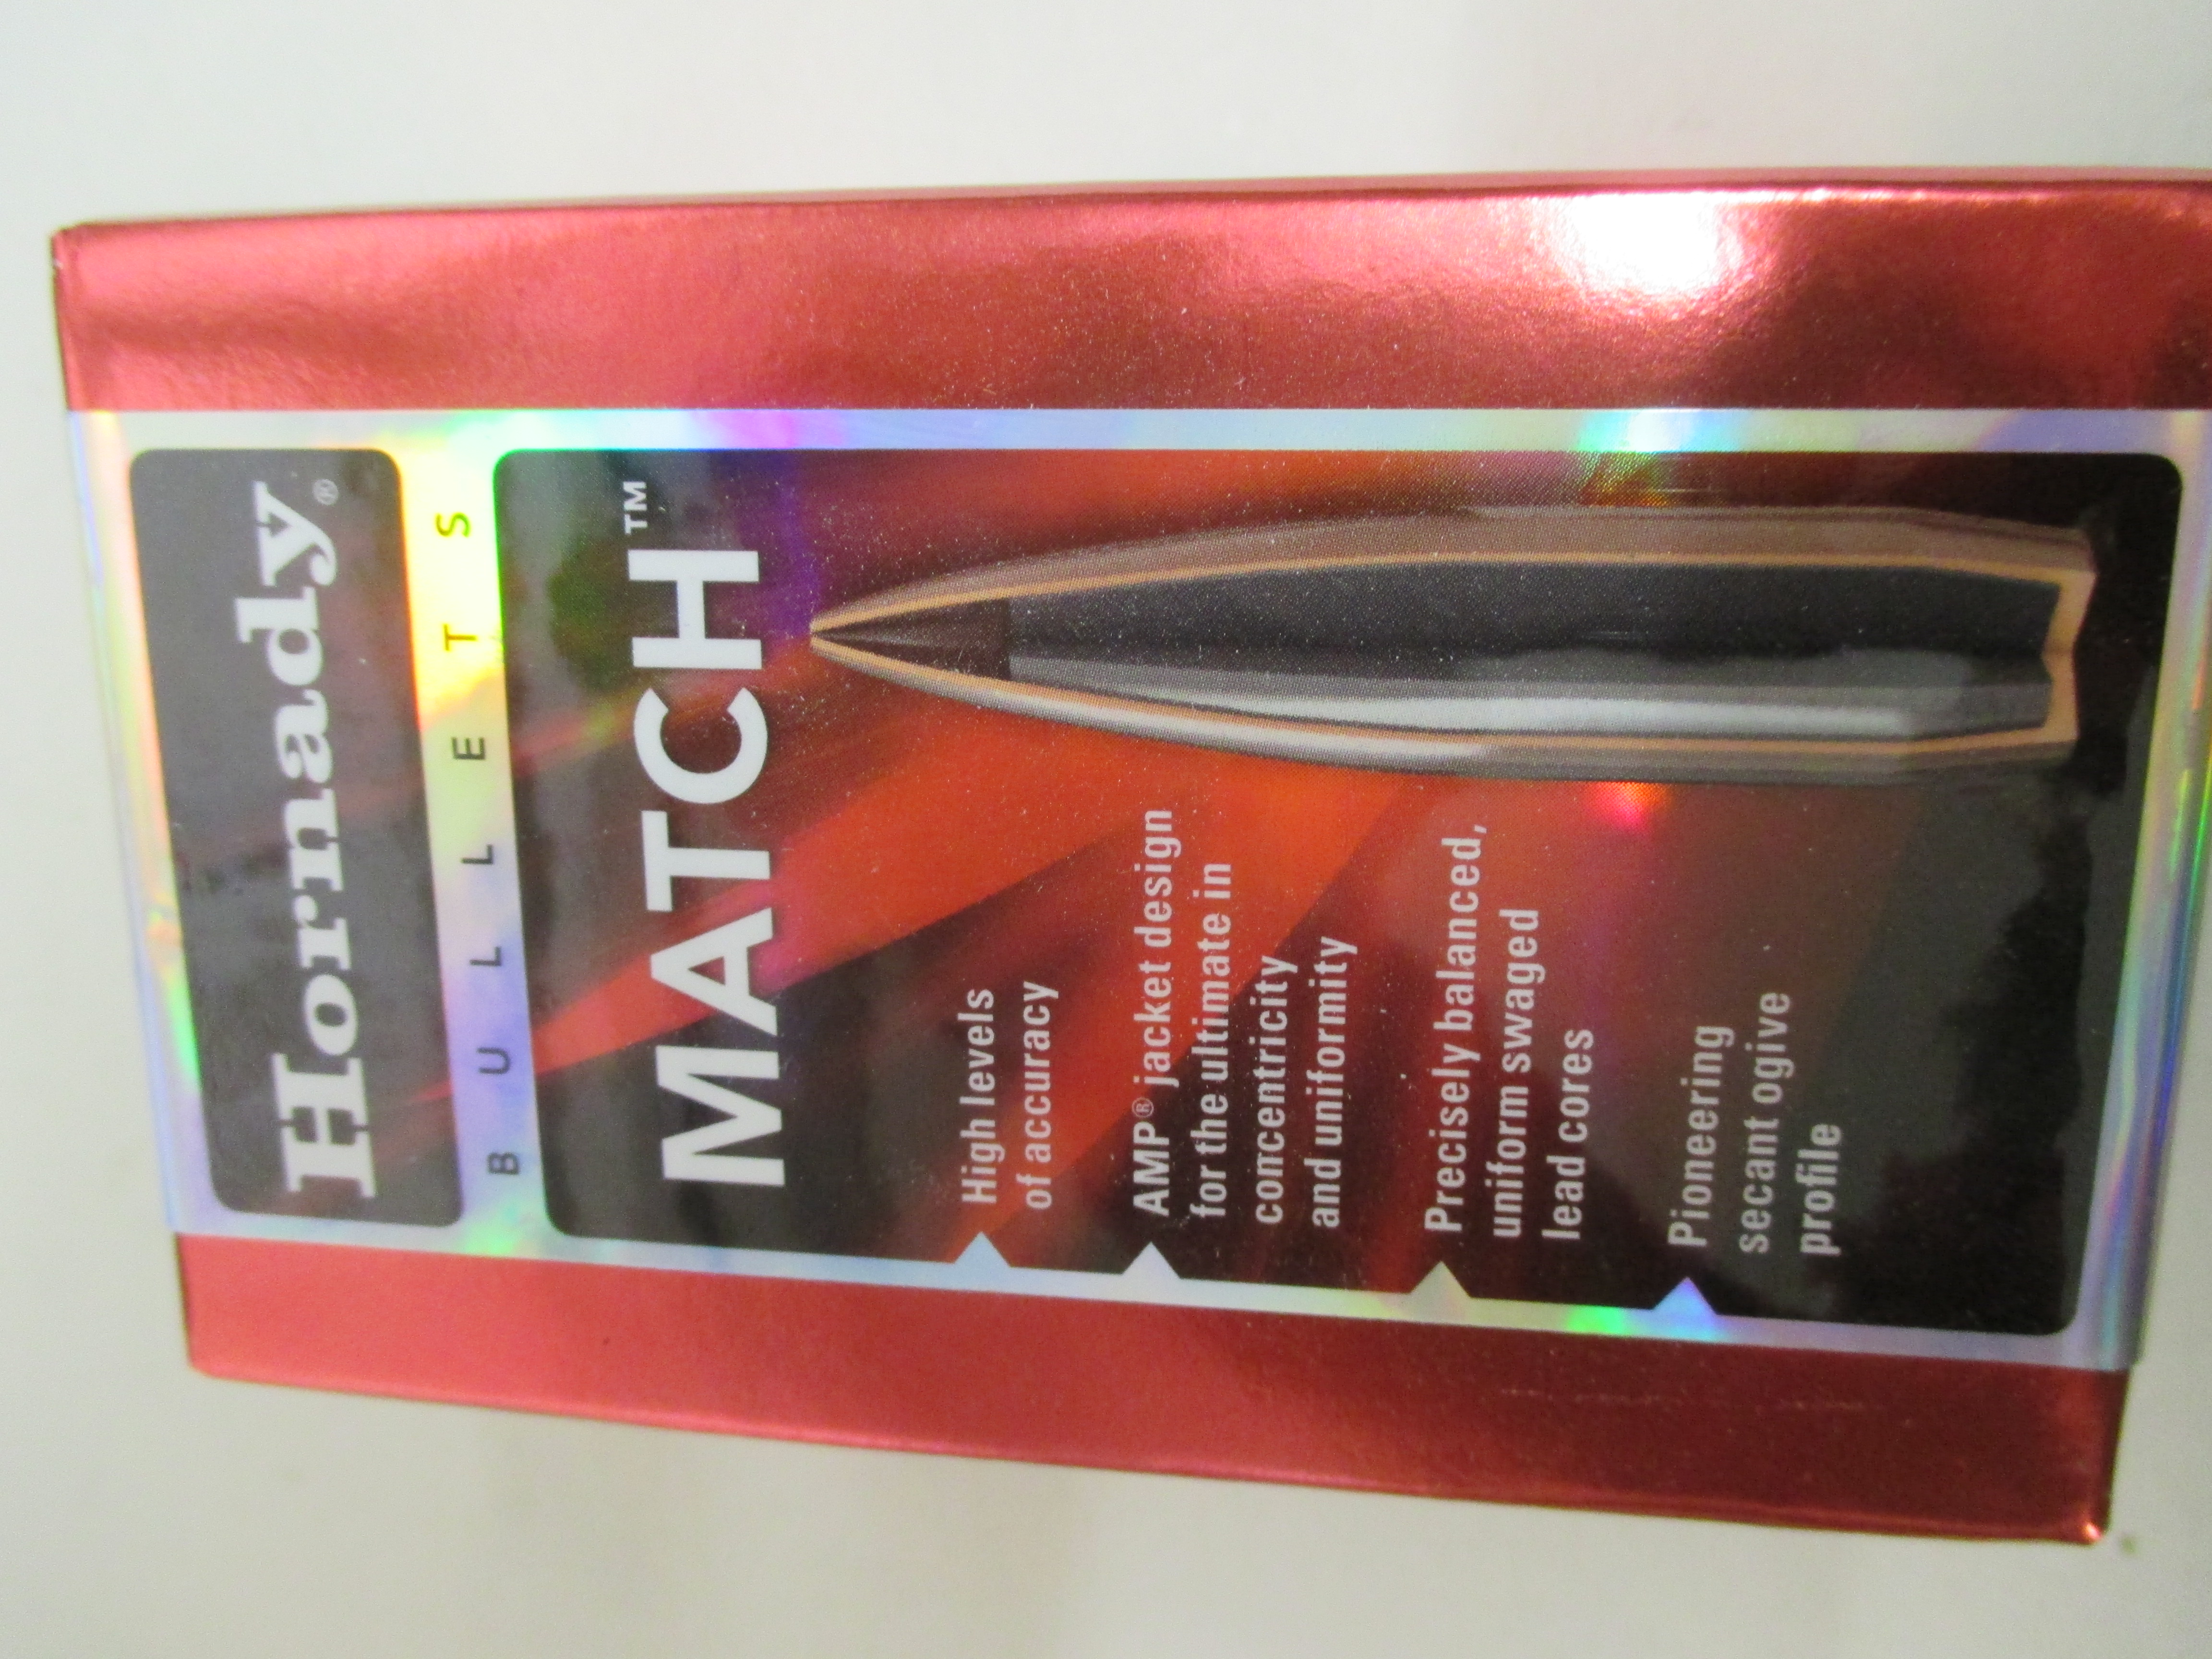 Hornady®
BULLETS
MATCH™
High levels
of accuracy
AMP® jacket design
for the ultimate in
concentricity
and uniformity
Precisely balanced,
uniform swaged
lead cores
Pioneering
secant ogive
profile